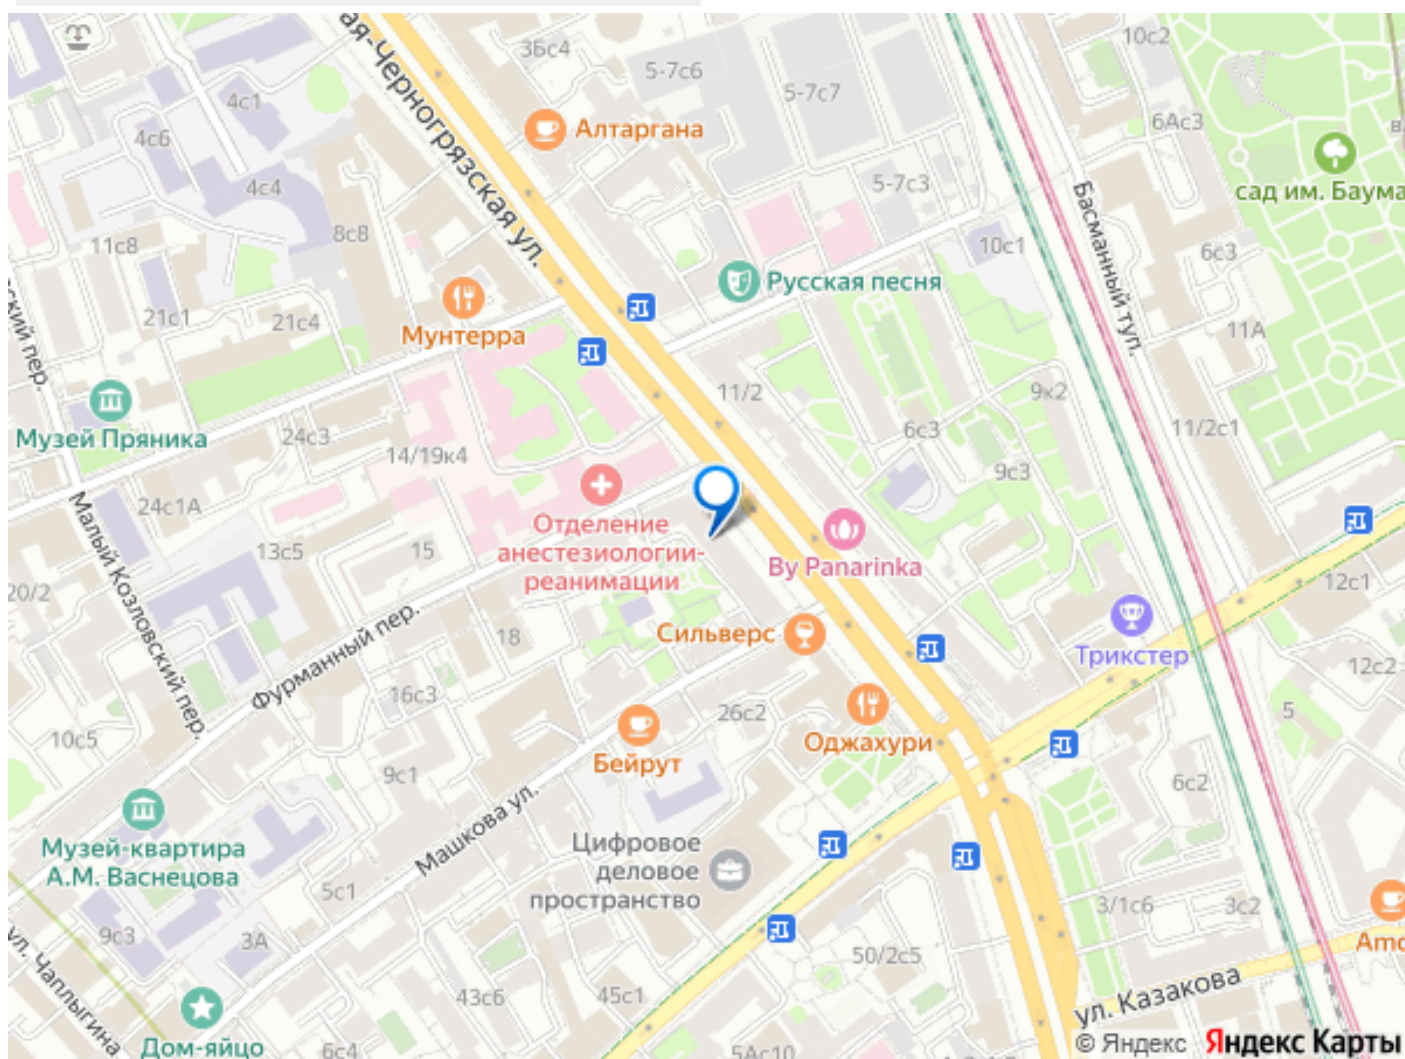 ая-Черногрязская ул.
3Бс4
5-7с6
5-7с7
10с2
4с1
4с6
Алтаргана
6Ас3
4с4
5-7с3
Басманный туп.
сад им. Баума
8с8
11с8
10с1
6с3
Русская песня
21с1
21с4
Мунтерра
11А
ский пер.
11/2
9к2
Музей Пряника
24с3
14/19к4
6с3
11/2с1
9с3
24с1А
Малый Козловский пер.
Отделение
анестезиологии-
реанимации
13с5
15
By Panarinka
20/2
12с1
Фурманный пер.
18
Сильверс
Трикстер
12с2
16с3
26с2
5
10с5
Оджахури
Бейрут
9с1
6с2
Машкова ул.
Музей-квартира
А.М. Васнецова
Цифровое
деловое
пространство
5с1
3/1с6
3с2
9с3
3А
Amo
ул. Чаплыгина
50/2с5
43с6
45с1
ул. Казакова
Дом-яйцо
6с4
5Ас10
© Яндекс Яндекс Карты